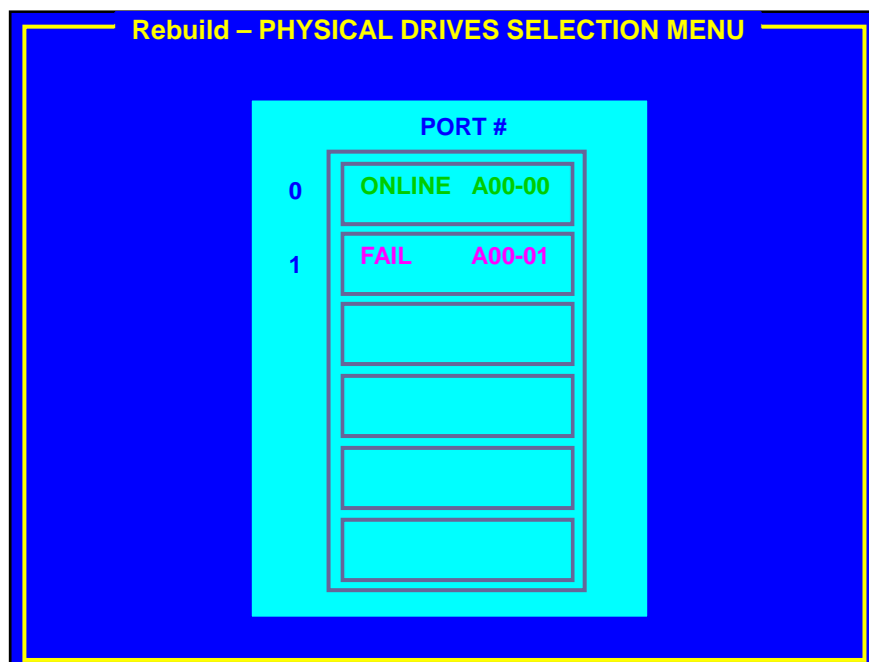 Rebuild – PHYSICAL DRIVES SELECTION MENU
PORT #
0 ONLINE A00-00
1 FAIL A00-01